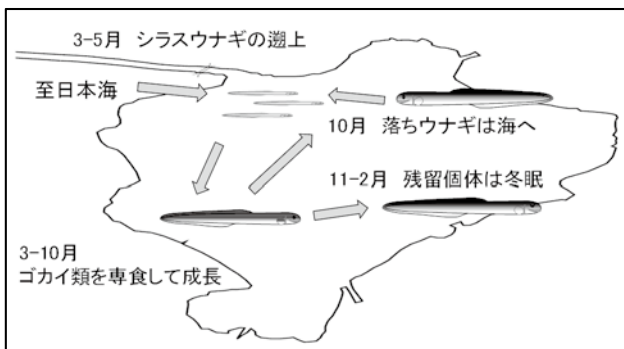 3-5月 シラスウナギの遡上
至日本海
10月 落ちウナギは海へ
11-2月 残留個体は冬眠
3-10月
ゴカイ類を専食して成長